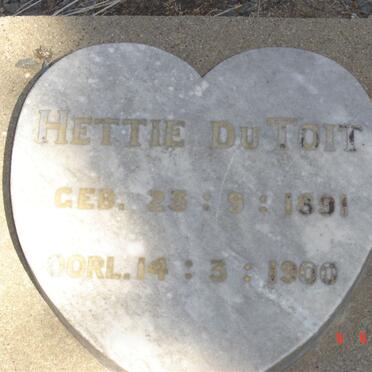 HETTIE DU TOIT
GEB. 23 : 9 : 1891
OORL. 14 : 3 : 1900